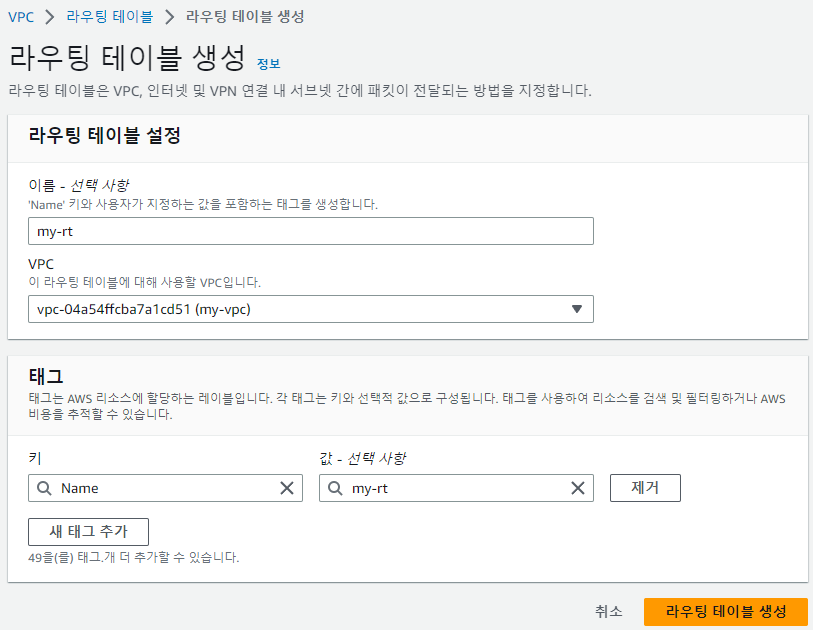 VPC > 라우팅 테이블 > 라우팅 테이블 생성
라우팅 테이블 생성 정보
라우팅 테이블은 VPC, 인터넷 및 VPN 연결 내 서브넷 간에 패킷이 전달되는 방법을 지정합니다.
라우팅 테이블 설정
이름 - 선택 사항
'Name' 키와 사용자가 지정하는 값을 포함하는 태그를 생성합니다.
my-rt
VPC
이 라우팅 테이블에 대해 사용할 VPC입니다.
vpc-04a54ffcba7a1cd51 (my-vpc)
태그
태그는 AWS 리소스에 할당하는 레이블입니다. 각 태그는 키와 선택적 값으로 구성됩니다. 태그를 사용하여 리소스를 검색 및 필터링하거나 AWS
비용을 추적할 수 있습니다.
키 값 - 선택 사항
Name my-rt 제거
새 태그 추가
49을(를) 태그.개 더 추가할 수 있습니다.
취소 라우팅 테이블 생성